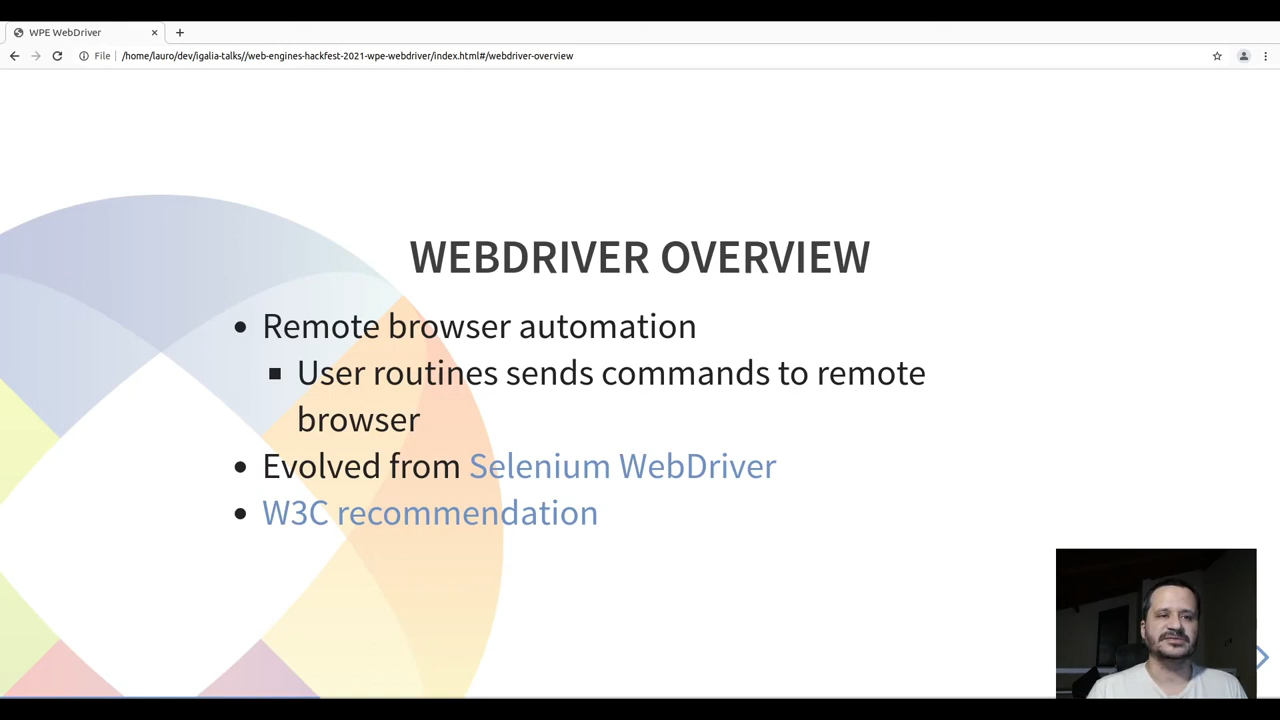 WPE WebDriver
File
/home/lauro/dev/igalia-talks//web-engines-hackfest-2021-wpe-webdriver/index.html#/webdriver-overview
WEBDRIVER OVERVIEW
Remote browser automation
User routines sends commands to remote
browser
Evolved from Selenium WebDriver
W3C recommendation